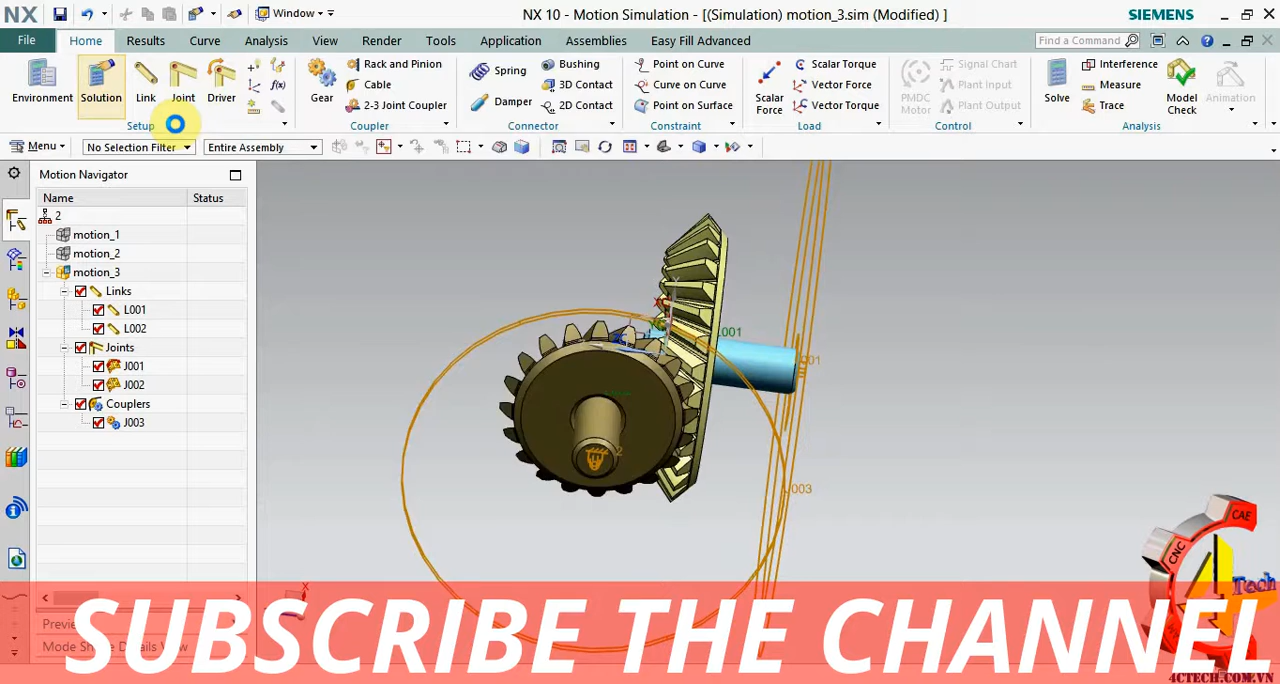 NX
Window
NX 10 - Motion Simulation - [(Simulation) motion_3.sim (Modified) ]
SIEMENS
File
Home
Results
Curve
Analysis
View
Render
Tools
Application
Assemblies
Easy Fill Advanced
Find a Command
Environment
Solution
Link
Joint
Driver
f(x)
Setup
Gear
Rack and Pinion
Cable
2-3 Joint Coupler
Coupler
Spring
Damper
Bushing
3D Contact
2D Contact
Connector
Point on Curve
Curve on Curve
Point on Surface
Constraint
Scalar Force
Scalar Torque
Vector Force
Vector Torque
Load
PMDC Motor
Signal Chart
Plant Input
Plant Output
Control
Solve
Interference
Measure
Trace
Model Check
Animation
Analysis
Menu
No Selection Filter
Entire Assembly
Motion Navigator
Name
Status
2
motion_1
motion_2
motion_3
Links
L001
L002
Joints
J001
J002
Couplers
J003
L001
J003
SUBSCRIBE THE CHANNEL
CNC
CAE
Tech
4CTECH.COM.VN